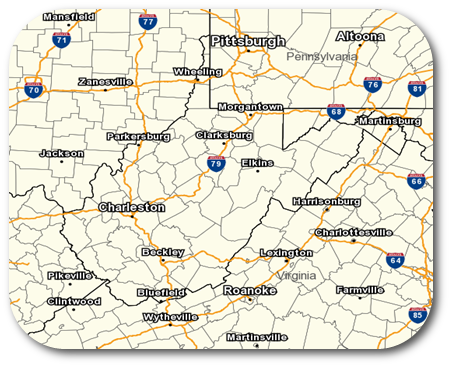 Mansfield
77
71
Pittsburgh
Altoona
Pennsylvania
Wheeling
Zanesville
70
76
81
Morgantown
68
Martinsburg
Parkersburg
Clarksburg
Jackson
79
Elkins
66
Charleston
Harrisonburg
Charlottesville
Beckley
Lexington
64
Pikeville
Virginia
Clintwood
Bluefield
Roanoke
Farmville
Wytheville
85
Martinsville